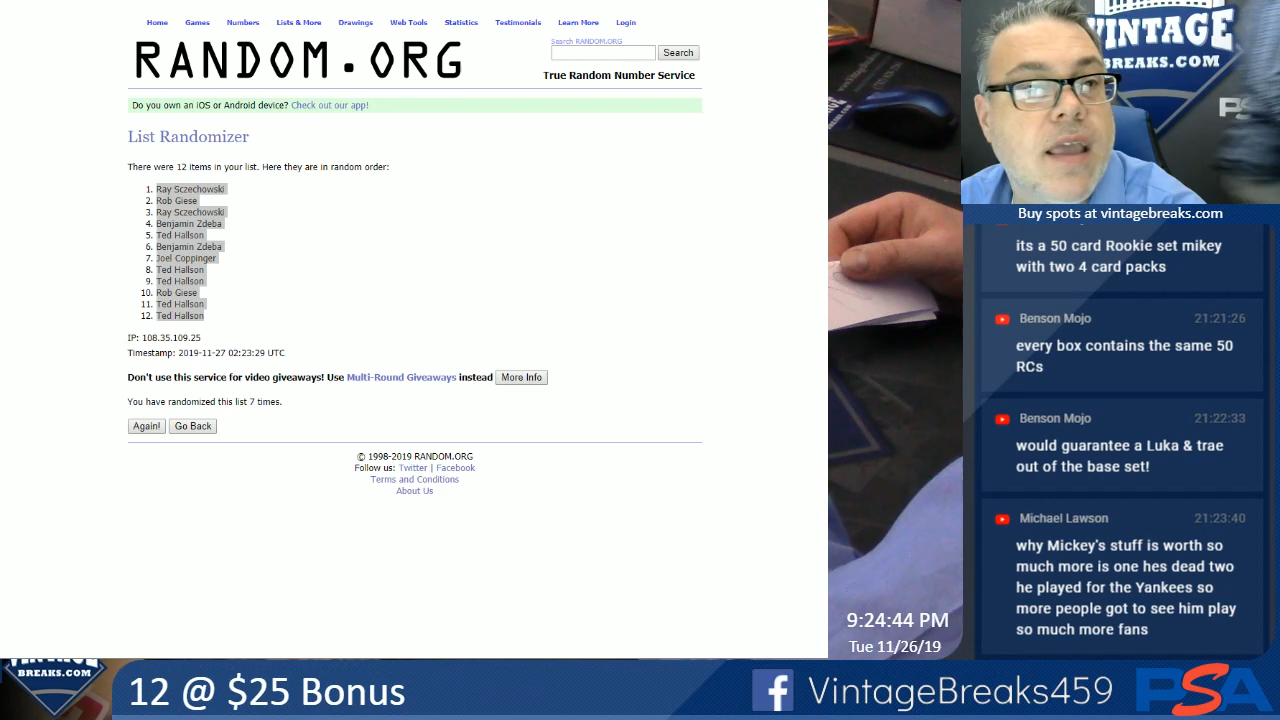 Home Games Numbers Lists & More Drawings Web Tools Statistics Testimonials Learn More Login
RANDOM.ORG
Search RANDOM.ORG
Search
True Random Number Service
Do you own an iOS or Android device? Check out our app!
List Randomizer
There were 12 items in your list. Here they are in random order:
1. Ray Sczechowski
2. Rob Giese
3. Ray Sczechowski
4. Benjamin Zdeba
5. Ted Hallson
6. Benjamin Zdeba
7. Joel Coppinger
8. Ted Hallson
9. Ted Hallson
10. Rob Giese
11. Ted Hallson
12. Ted Hallson
IP: 108.35.109.25
Timestamp: 2019-11-27 02:23:29 UTC
Don't use this service for video giveaways! Use Multi-Round Giveaways instead More Info
You have randomized this list 7 times.
Again! Go Back
© 1998-2019 RANDOM.ORG
Follow us: Twitter | Facebook
Terms and Conditions
About Us
VINTAGE
BREAKS.COM
PS
Buy spots at vintagebreaks.com
its a 50 card Rookie set mikey
with two 4 card packs
Benson Mojo 21:21:26
every box contains the same 50
RCs
Benson Mojo 21:22:33
would guarantee a Luka & trae
out of the base set!
Michael Lawson 21:23:40
why Mickey's stuff is worth so
much more is one hes dead two
he played for the Yankees so
more people got to see him play
so much more fans
9:24:44 PM
Tue 11/26/19
VINTAGE
BREAKS.COM
12 @ $25 Bonus
VintageBreaks459
PSA